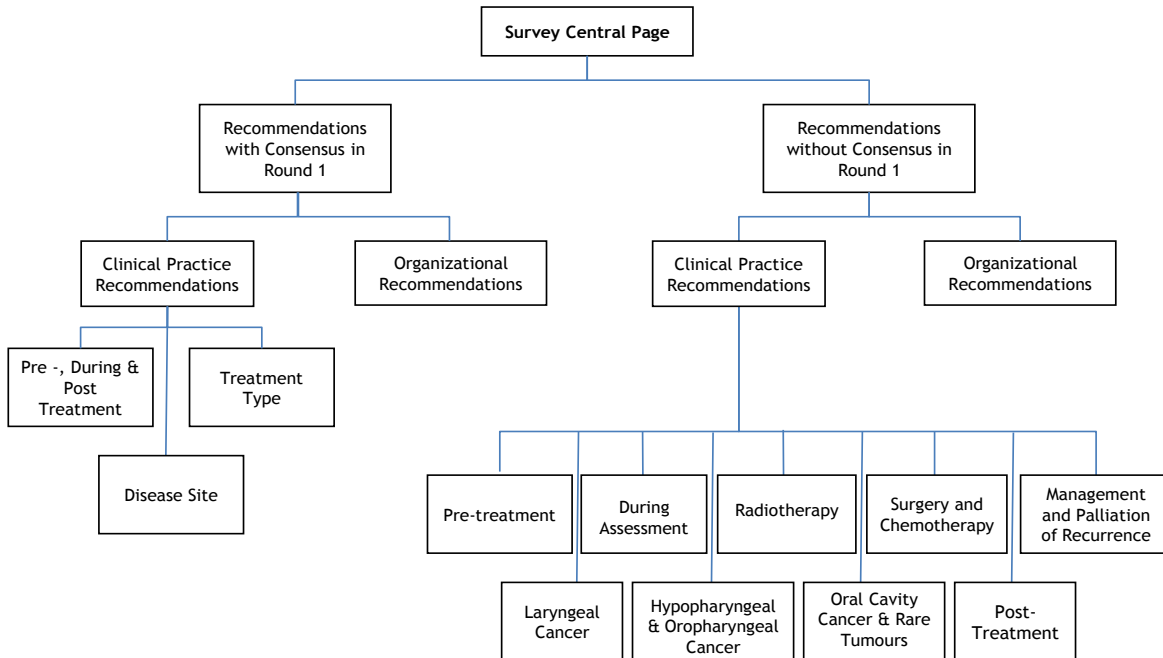 Survey Central Page
Recommendations
with Consensus in
Round 1
Recommendations
without Consensus in
Round 1
Clinical Practice
Recommendations
Organizational
Recommendations
Clinical Practice
Recommendations
Organizational
Recommendations
Pre -, During &
Post
Treatment
Treatment
Type
Disease Site
Pre-treatment
During
Assessment
Radiotherapy
Surgery and
Chemotherapy
Management
and Palliation
of Recurrence
Laryngeal
Cancer
Hypopharyngeal
& Oropharyngeal
Cancer
Oral Cavity
Cancer & Rare
Tumours
Post-
Treatment